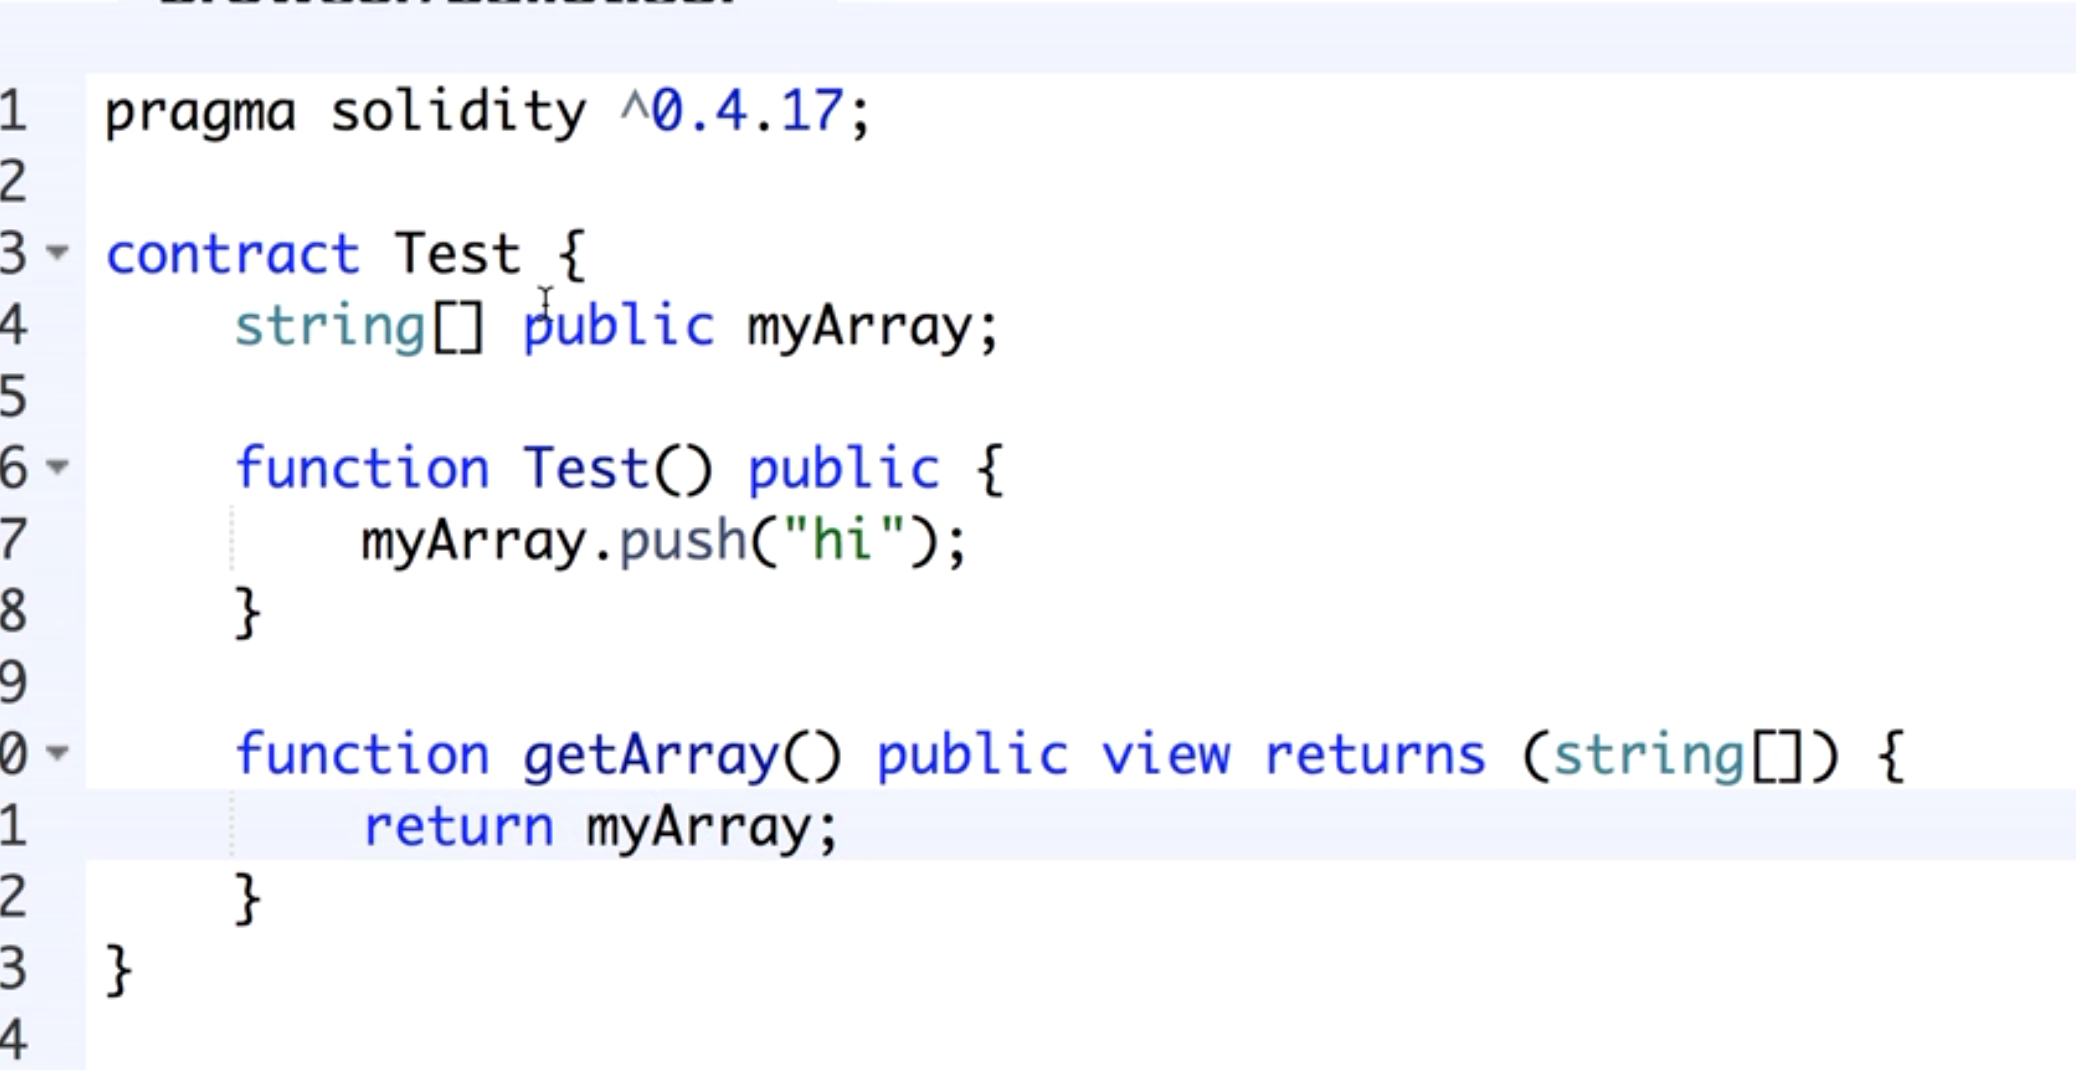 1 pragma solidity ^0.4.17;
2
3 contract Test {
4     string[] public myArray;
5
6     function Test() public {
7         myArray.push("hi");
8     }
9
0     function getArray() public view returns (string[]) {
1         return myArray;
2     }
3 }
4